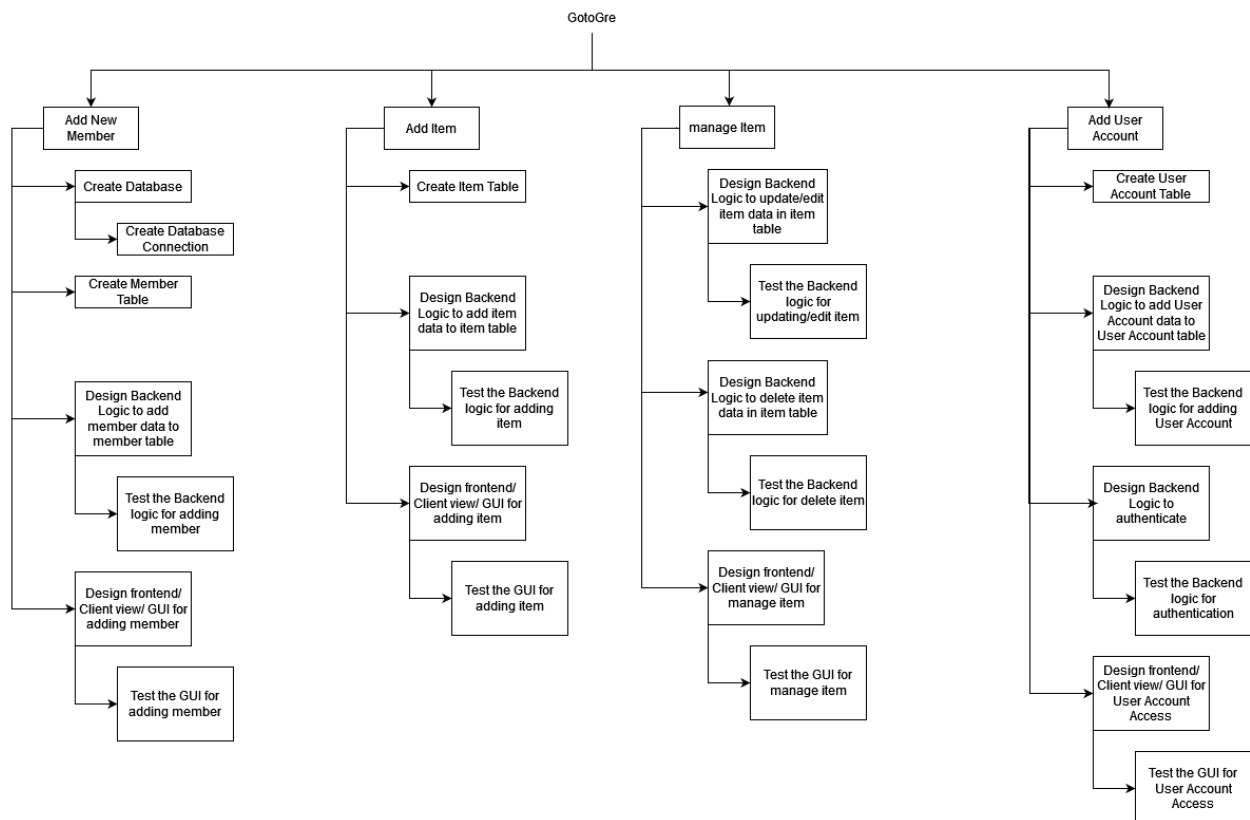 GotoGre
Add New
Member
Create Database
Create Database
Connection
Create Member
Table
Design Backend
Logic to add
member data to
member table
Test the Backend
logic for adding
member
Design frontend/
Client view/ GUI for
adding member
Test the GUI for
adding member
Add Item
Create Item Table
Design Backend
Logic to add item
data to item table
Test the Backend
logic for adding
item
Design frontend/
Client view/ GUI for
adding item
Test the GUI for
adding item
manage Item
Design Backend
Logic to update/edit
item data in item
table
Test the Backend
logic for
updating/edit item
Design Backend
Logic to delete item
data in item table
Test the Backend
logic for delete item
Design frontend/
Client view/ GUI for
manage item
Test the GUI for
manage item
Add User
Account
Create User
Account Table
Design Backend
Logic to add User
Account data to
User Account table
Test the Backend
logic for adding
User Account
Design Backend
Logic to
authenticate
Test the Backend
logic for
authentication
Design frontend/
Client view/ GUI for
User Account
Access
Test the GUI for
User Account
Access